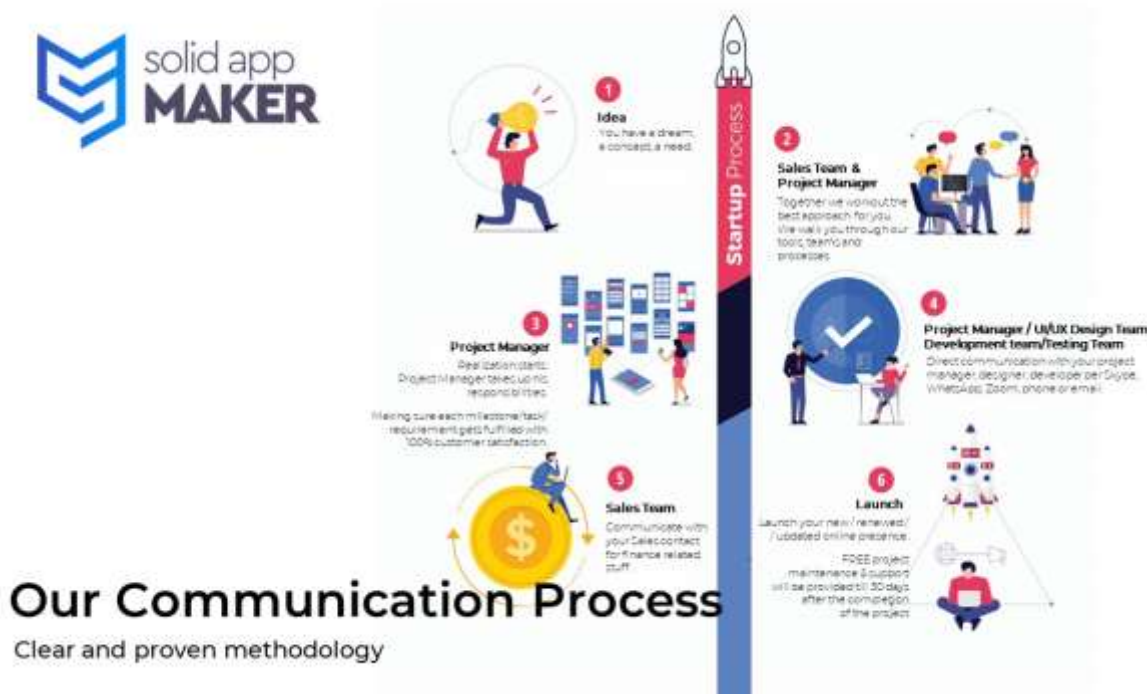 solid app
MAKER
Startup Process
1
Idea
You have a dream,
a concept, a need.
2
Sales Team &
Project Manager
Together we workout the
best approach for you.
We walk you through our
tools, teams and
processes
3
Project Manager
Realization starts.
Project Manager takes up his
responsibilities.
Making sure each milestone/task/
requirement gets fulfilled with
100% customer satisfaction.
4
Project Manager / UI/UX Design Team
Development team/Testing Team
Direct communication with your project
manager, designer, developer per Skype,
WhatsApp, Zoom, phone or email.
5
Sales Team
Communicate with
your Sales contact
for finance related
stuff
$
6
Launch
Launch your new / renewed /
/ updated online presence.
FREE project
maintenance & support
will be provided till 30 days
after the completion
of the project
Our Communication Process
Clear and proven methodology